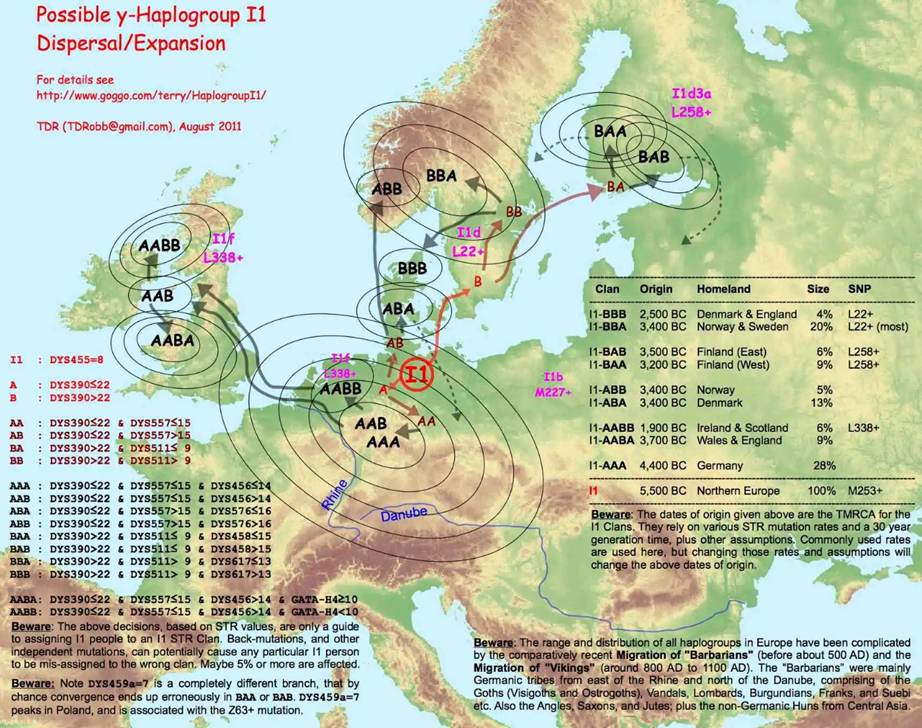 Possible y-Haplogroup I1
Dispersal/Expansion
For details see
http://www.goggo.com/terry/HaplogroupI1/
TDR (TDRobb@gmail.com), August 2011
I1d3a
L258+
BAA
BAB
BA
BBA
ABB
BB
I1d
L22+
BBB
B
ABA
AB
I1f
L338+
AABB
AAB
AABA
I1f
L338+
AABB
A
I1
AA
AAB
AAA
I1b
M227+
Rhine
Danube
I1 : DYS455=8
A : DYS390≤22
B : DYS390>22
AA : DYS390≤22 & DYS557≤15
AB : DYS390≤22 & DYS557>15
BA : DYS390>22 & DYS511≤ 9
BB : DYS390>22 & DYS511> 9
AAA : DYS390≤22 & DYS557≤15 & DYS456≤14
AAB : DYS390≤22 & DYS557≤15 & DYS456>14
ABA : DYS390≤22 & DYS557>15 & DYS576≤16
ABB : DYS390≤22 & DYS557>15 & DYS576>16
BAA : DYS390>22 & DYS511≤ 9 & DYS458≤15
BAB : DYS390>22 & DYS511≤ 9 & DYS458>15
BBA : DYS390>22 & DYS511> 9 & DYS617≤13
BBB : DYS390>22 & DYS511> 9 & DYS617>13
AABA: DYS390≤22 & DYS557≤15 & DYS456>14 & GATA-H4≥10
AABB: DYS390≤22 & DYS557≤15 & DYS456>14 & GATA-H4<10
Beware: The above decisions, based on STR values, are only a guide
to assigning I1 people to an I1 STR Clan. Back-mutations, and other
independent mutations, can potentially cause any particular I1 person
to be mis-assigned to the wrong clan. Maybe 5% or more are affected.
Beware: Note DYS459a=7 is a completely different branch, that by
chance convergence ends up erroneously in BAA or BAB. DYS459a=7
peaks in Poland, and is associated with the Z63+ mutation.
Clan Origin Homeland Size SNP
I1-BBB 2,500 BC Denmark & England 4% L22+
I1-BBA 3,400 BC Norway & Sweden 20% L22+ (most)
I1-BAB 3,500 BC Finland (East) 6% L258+
I1-BAA 3,200 BC Finland (West) 9% L258+
I1-ABB 3,400 BC Norway 5%
I1-ABA 3,400 BC Denmark 13%
I1-AABB 1,900 BC Ireland & Scotland 6% L338+
I1-AABA 3,700 BC Wales & England 9%
I1-AAA 4,400 BC Germany 28%
I1 5,500 BC Northern Europe 100% M253+
Beware: The dates of origin given above are the TMRCA for the
I1 Clans. They rely on various STR mutation rates and a 30 year
generation time, plus other assumptions. Commonly used rates
are used here, but changing those rates and assumptions will
change the above dates of origin.
Beware: The range and distribution of all haplogroups in Europe have been complicated
by the comparatively recent Migration of "Barbarians" (before about 500 AD) and the
Migration of "Vikings" (around 800 AD to 1100 AD). The "Barbarians" were mainly
Germanic tribes from east of the Rhine and north of the Danube, comprising of the
Goths (Visigoths and Ostrogoths), Vandals, Lombards, Burgundians, Franks, and Suebi
etc. Also the Angles, Saxons, and Jutes; plus the non-Germanic Huns from Central Asia.